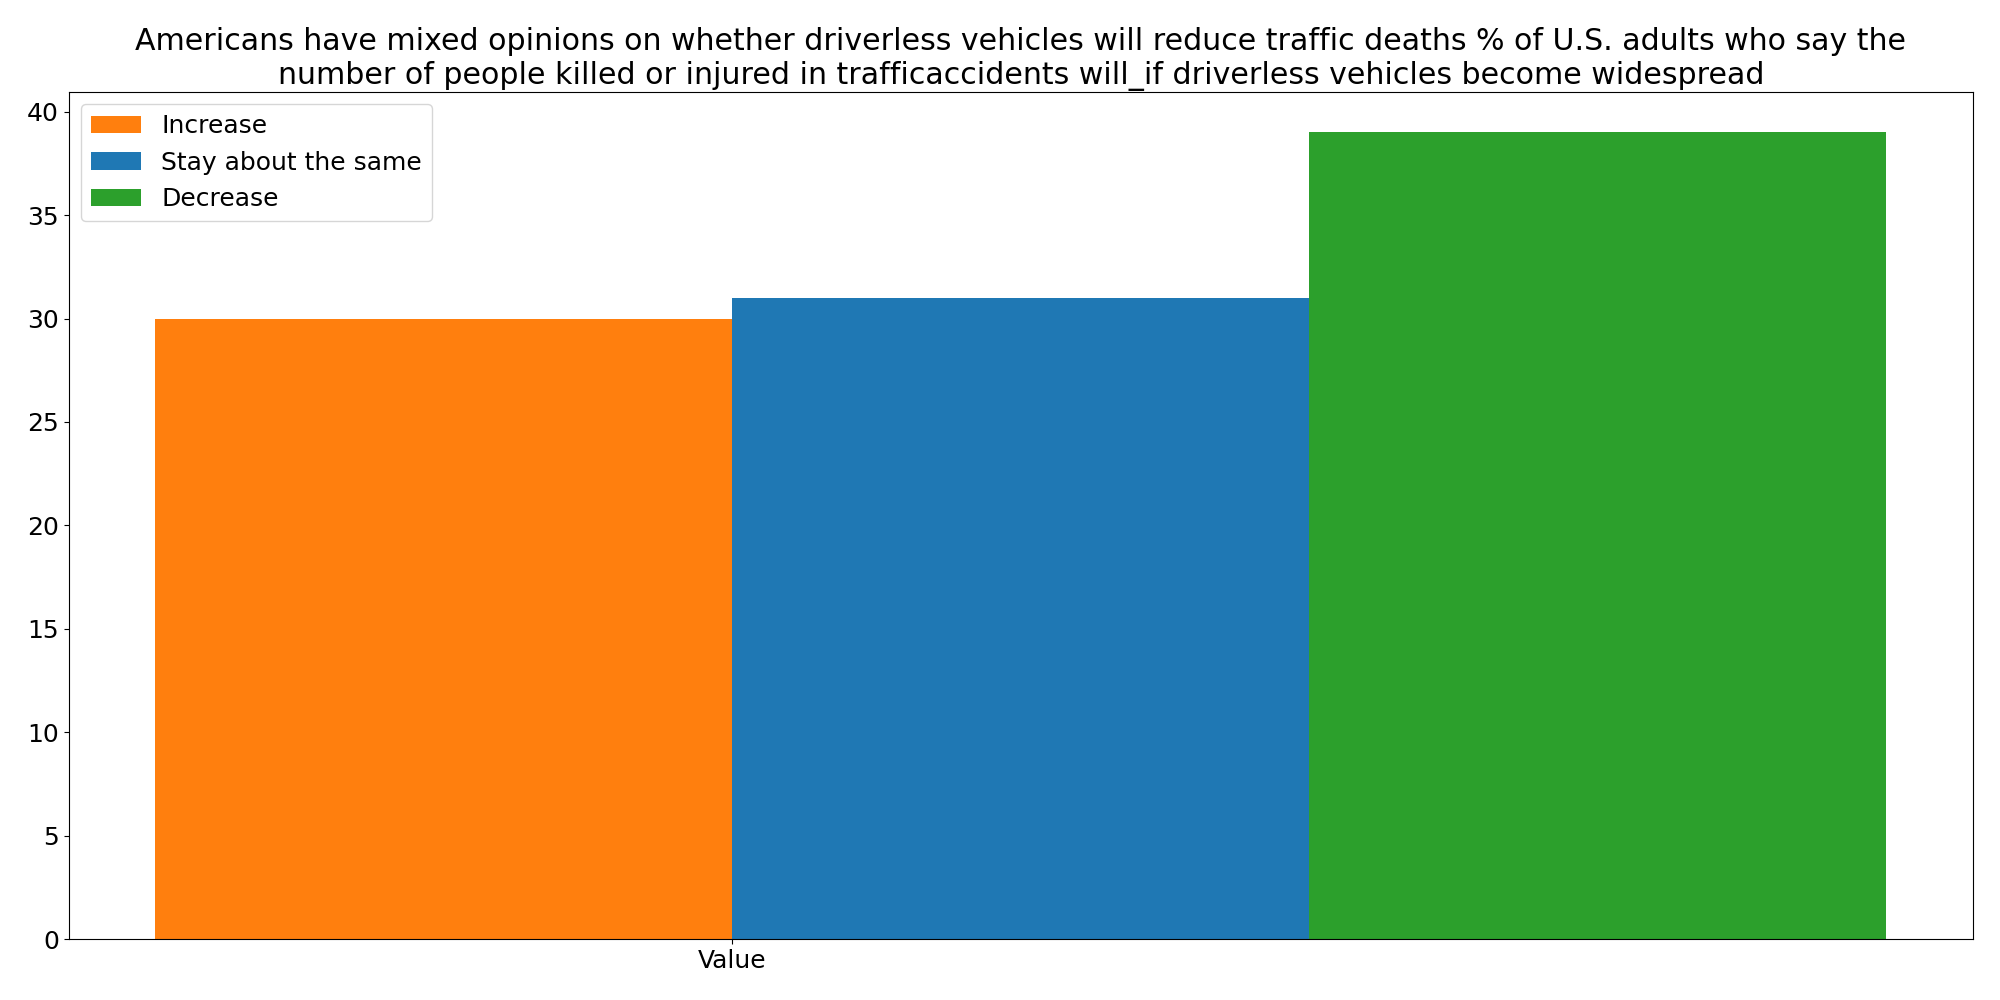 Americans have mixed opinions on whether driverless vehicles will reduce traffic deaths % of U.S. adults who say the
number of people killed or injured in trafficaccidents will_if driverless vehicles become widespread
Increase
Stay about the same
Decrease
40
35
30
25
20
15
10
5
0
Value